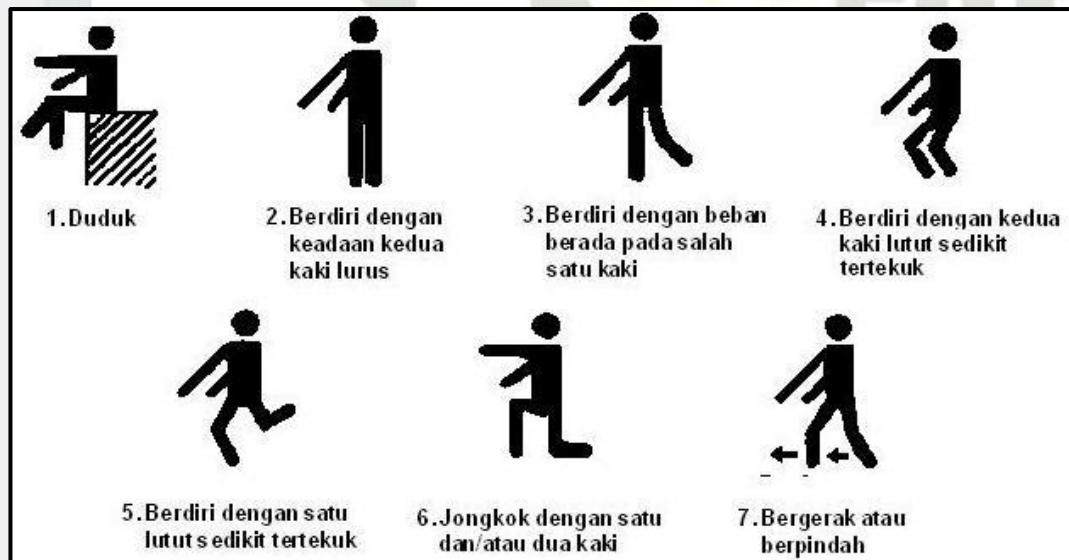 1.Duduk
2.Berdiri dengan
keadaan kedua
kaki lurus
3.Berdiri dengan beban
berada pada salah
satu kaki
4.Berdiri dengan kedua
kaki lutut sedikit
tertekuk
5.Berdiri dengan satu
lutut sedikit tertekuk
6.Jongkok dengan satu
dan/atau dua kaki
7.Bergerak atau
berpindah